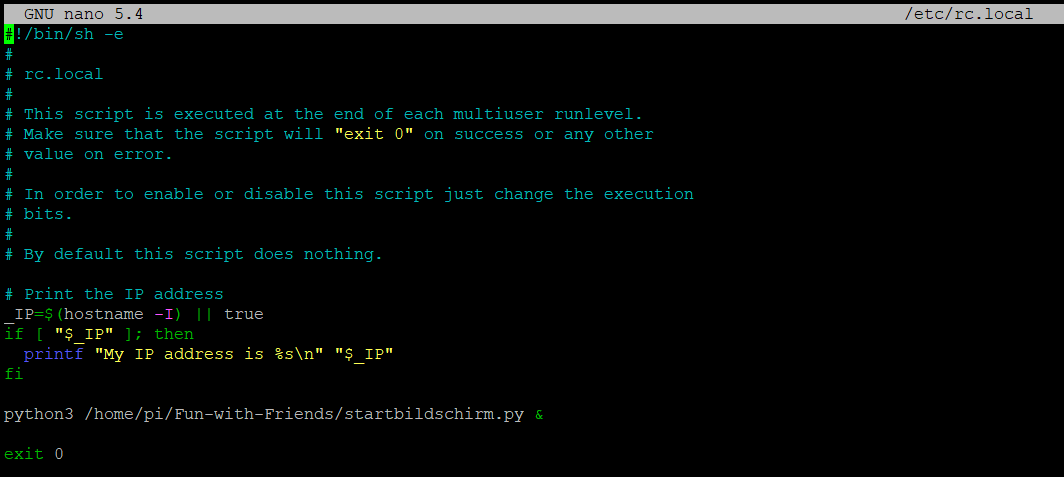 GNU nano 5.4 /etc/rc.local
#!/bin/sh -e
#
# rc.local
#
# This script is executed at the end of each multiuser runlevel.
# Make sure that the script will "exit 0" on success or any other
# value on error.
#
# In order to enable or disable this script just change the execution
# bits.
#
# By default this script does nothing.
# Print the IP address
_IP=$(hostname -I) || true
if [ "$_IP" ]; then
printf "My IP address is %s\n" "$_IP"
fi
python3 /home/pi/Fun-with-Friends/startbildschirm.py &
exit 0